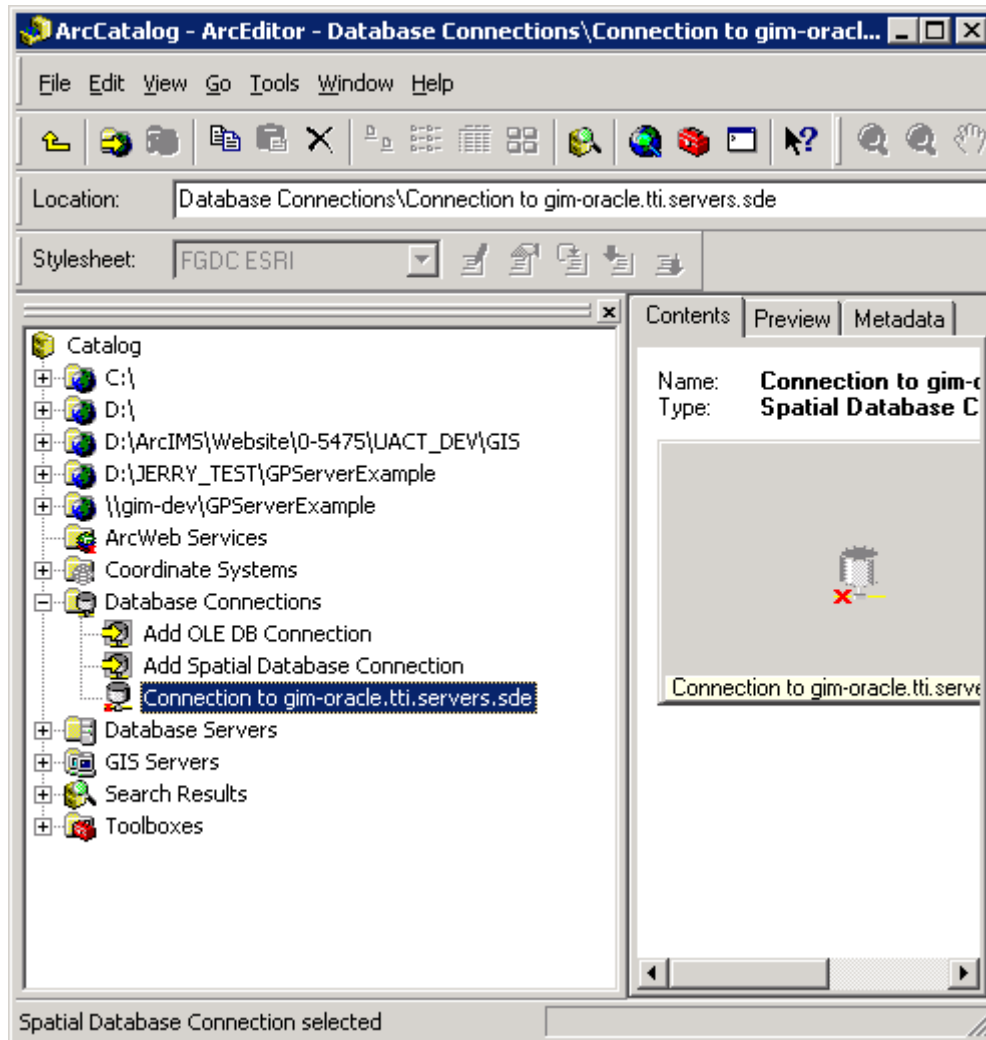 ArcCatalog - ArcEditor - Database Connections\Connection to gim-oracl...
File Edit View Go Tools Window Help
Location: Database Connections\Connection to gim-oracle.tti.servers.sde
Stylesheet: FGDC ESRI
Contents Preview Metadata
Catalog
C:\
D:\
D:\ArcIMS\Website\0-5475\UACT_DEV\GIS
D:\JERRY_TEST\GPServerExample
\\gim-dev\GPServerExample
ArcWeb Services
Coordinate Systems
Database Connections
Add OLE DB Connection
Add Spatial Database Connection
Connection to gim-oracle.tti.servers.sde
Database Servers
GIS Servers
Search Results
Toolboxes
Name: Connection to gim-o
Type: Spatial Database C
Connection to gim-oracle.tti.serve
Spatial Database Connection selected